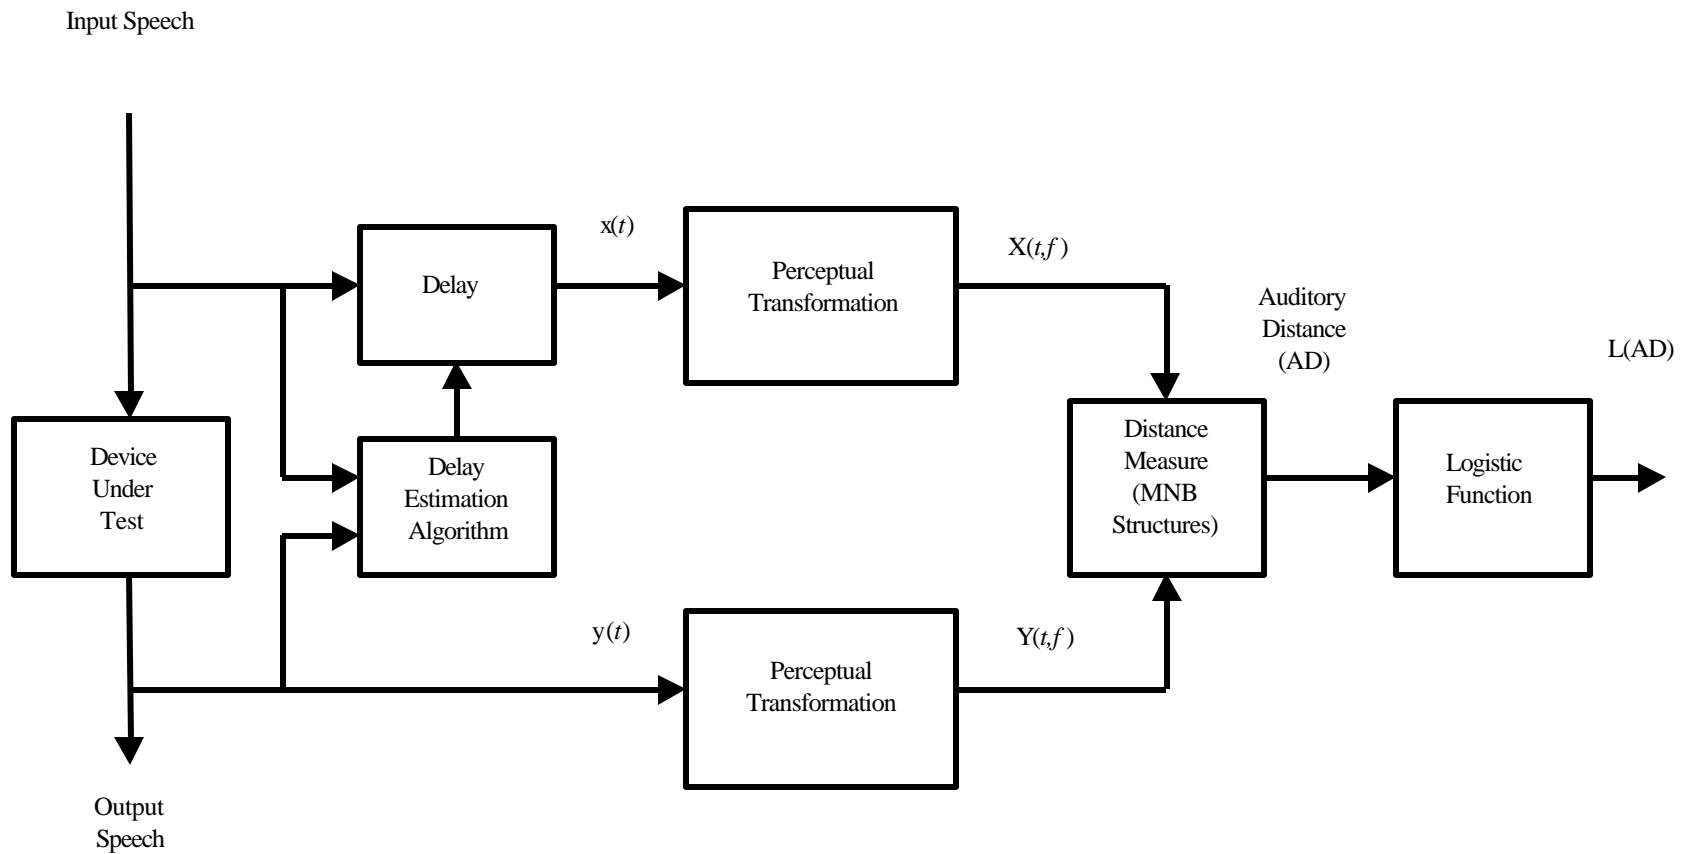 Input Speech
x(t)
Delay
Perceptual
Transformation
X(t,f)
Auditory
Distance
(AD)
L(AD)
Device
Under
Test
Delay
Estimation
Algorithm
Distance
Measure
(MNB
Structures)
Logistic
Function
y(t)
Perceptual
Transformation
Y(t,f)
Output
Speech